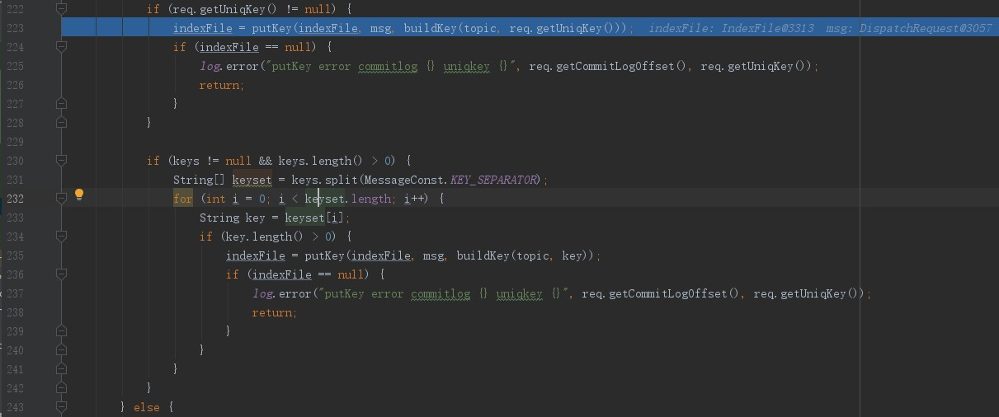 222 if (req.getUniqKey() != null) {
223 indexFile = putKey(indexFile, msg, buildKey(topic, req.getUniqKey())); indexFile: IndexFile@3313 msg: DispatchRequest@3057
224 if (indexFile == null) {
225 log.error("putKey error commitlog {} uniqkey {}", req.getCommitLogOffset(), req.getUniqKey());
226 return;
227 }
228 }
229
230 if (keys != null && keys.length() > 0) {
231 String[] keyset = keys.split(MessageConst.KEY_SEPARATOR);
232 for (int i = 0; i < keyset.length; i++) {
233 String key = keyset[i];
234 if (key.length() > 0) {
235 indexFile = putKey(indexFile, msg, buildKey(topic, key));
236 if (indexFile == null) {
237 log.error("putKey error commitlog {} uniqkey {}", req.getCommitLogOffset(), req.getUniqKey());
238 return;
239 }
240 }
241 }
242 }
243 } else {